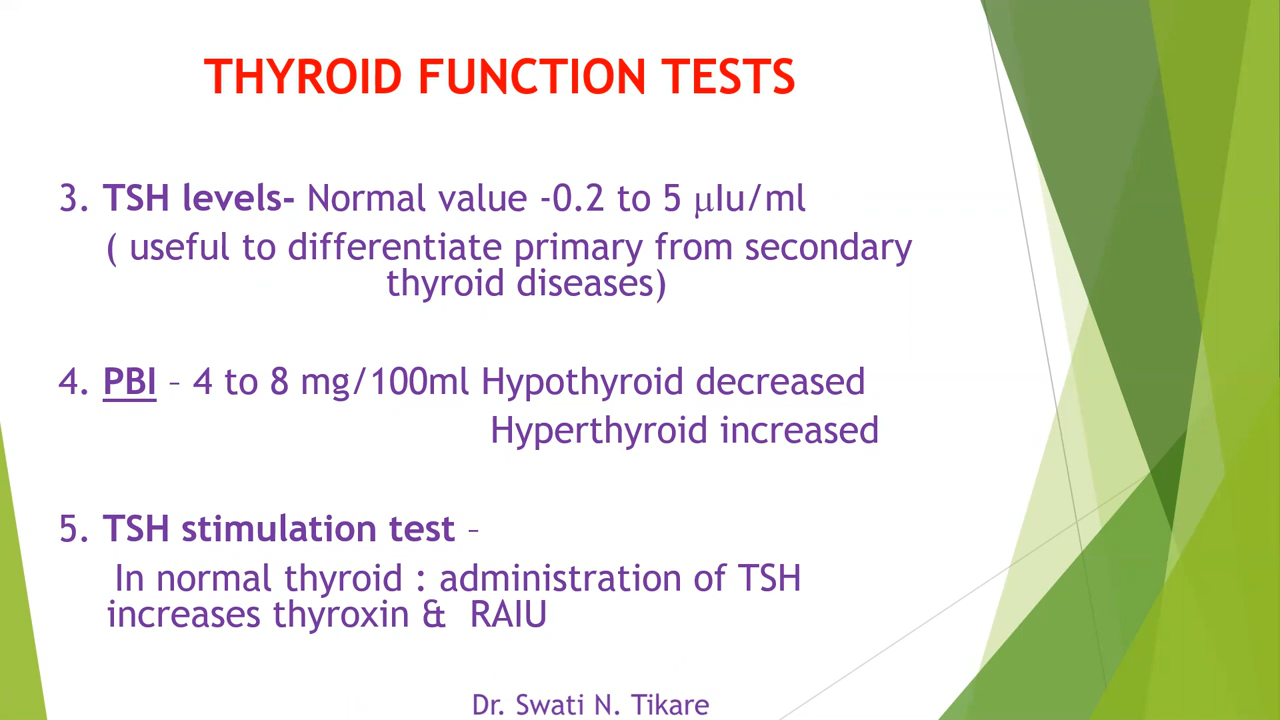 THYROID FUNCTION TESTS
3. TSH levels- Normal value -0.2 to 5 μIu/ml
( useful to differentiate primary from secondary
thyroid diseases)
4. PBI – 4 to 8 mg/100ml Hypothyroid decreased
Hyperthyroid increased
5. TSH stimulation test –
In normal thyroid : administration of TSH
increases thyroxin & RAIU
Dr. Swati N. Tikare